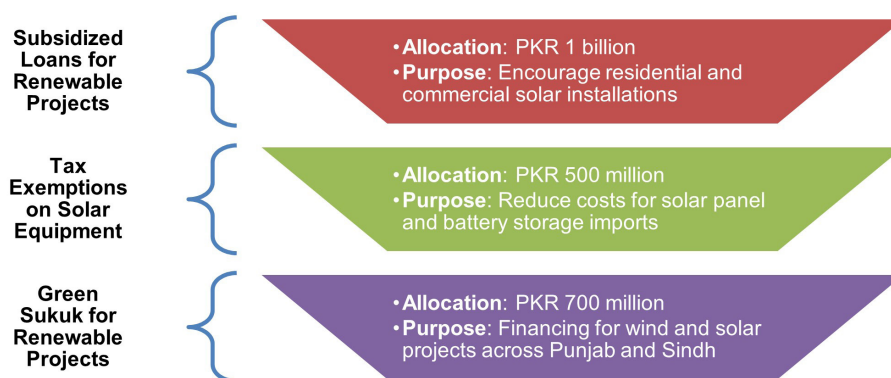 Subsidized
Loans for
Renewable
Projects
•Allocation: PKR 1 billion
•Purpose: Encourage residential and
commercial solar installations
Tax
Exemptions
on Solar
Equipment
•Allocation: PKR 500 million
•Purpose: Reduce costs for solar panel
and battery storage imports
Green
Sukuk for
Renewable
Projects
•Allocation: PKR 700 million
•Purpose: Financing for wind and solar
projects across Punjab and Sindh